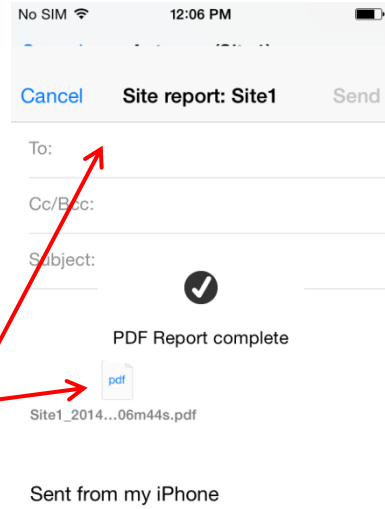 No SIM 12:06 PM
Cancel Site report: Site1 Send
To:
Cc/Bcc:
Subject:
PDF Report complete
pdf
Site1_2014...06m44s.pdf
Sent from my iPhone